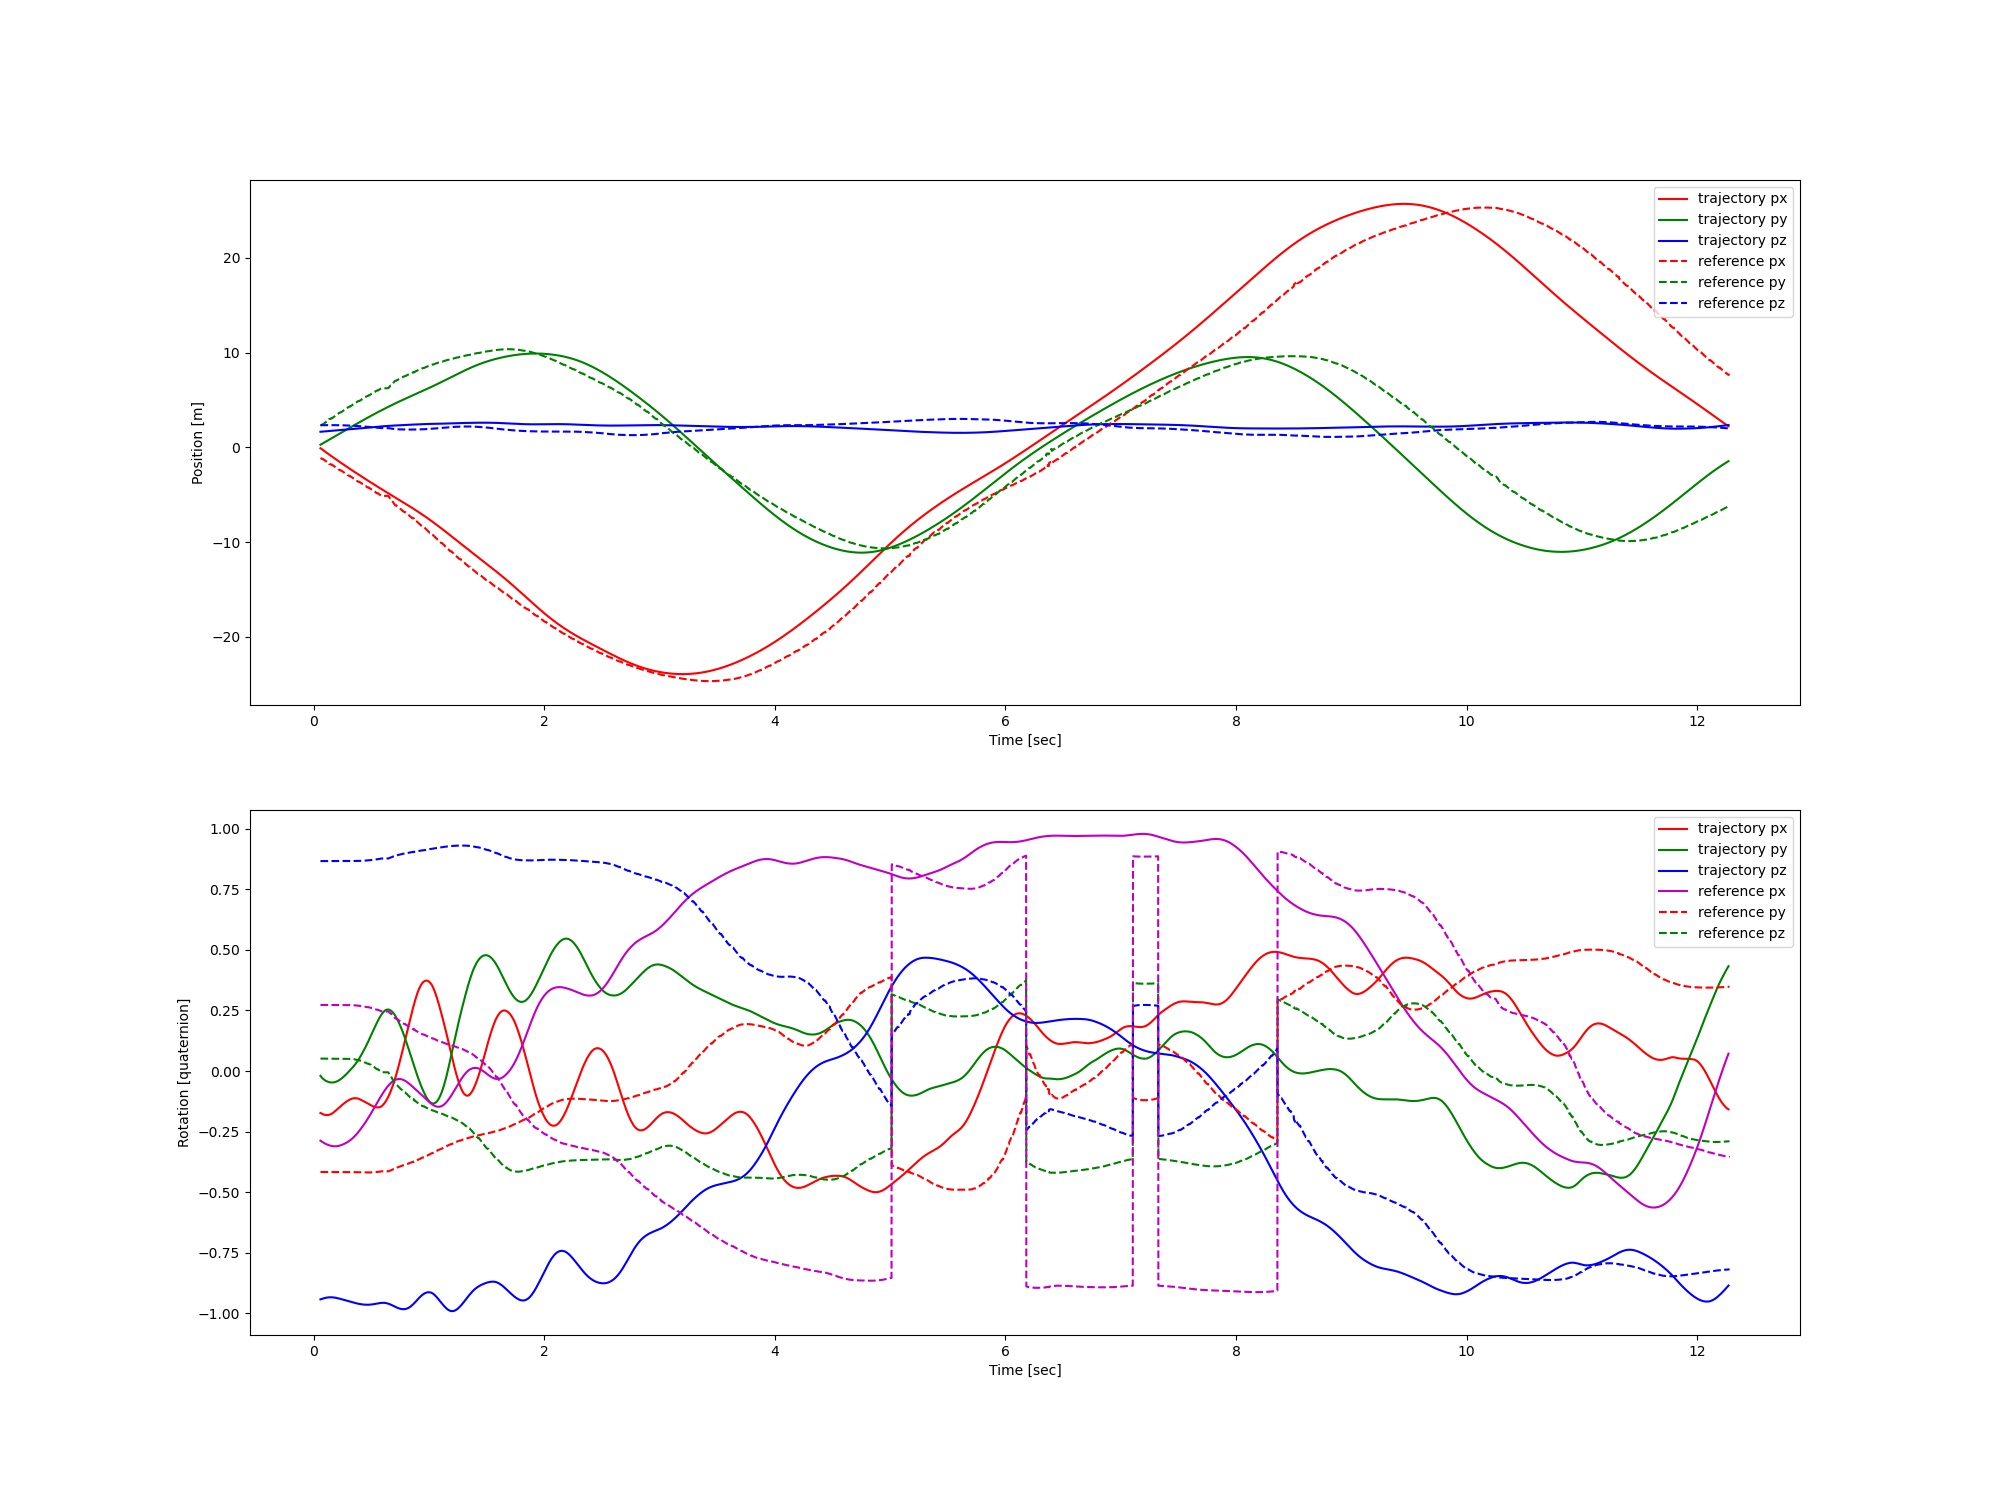 20
10
0
−10
−20
Position [m]
trajectory px
trajectory py
trajectory pz
reference px
reference py
reference pz
0 2 4 6 8 10 12
Time [sec]
1.00
0.75
0.50
0.25
0.00
−0.25
−0.50
−0.75
−1.00
Rotation [quaternion]
trajectory px
trajectory py
trajectory pz
reference px
reference py
reference pz
0 2 4 6 8 10 12
Time [sec]